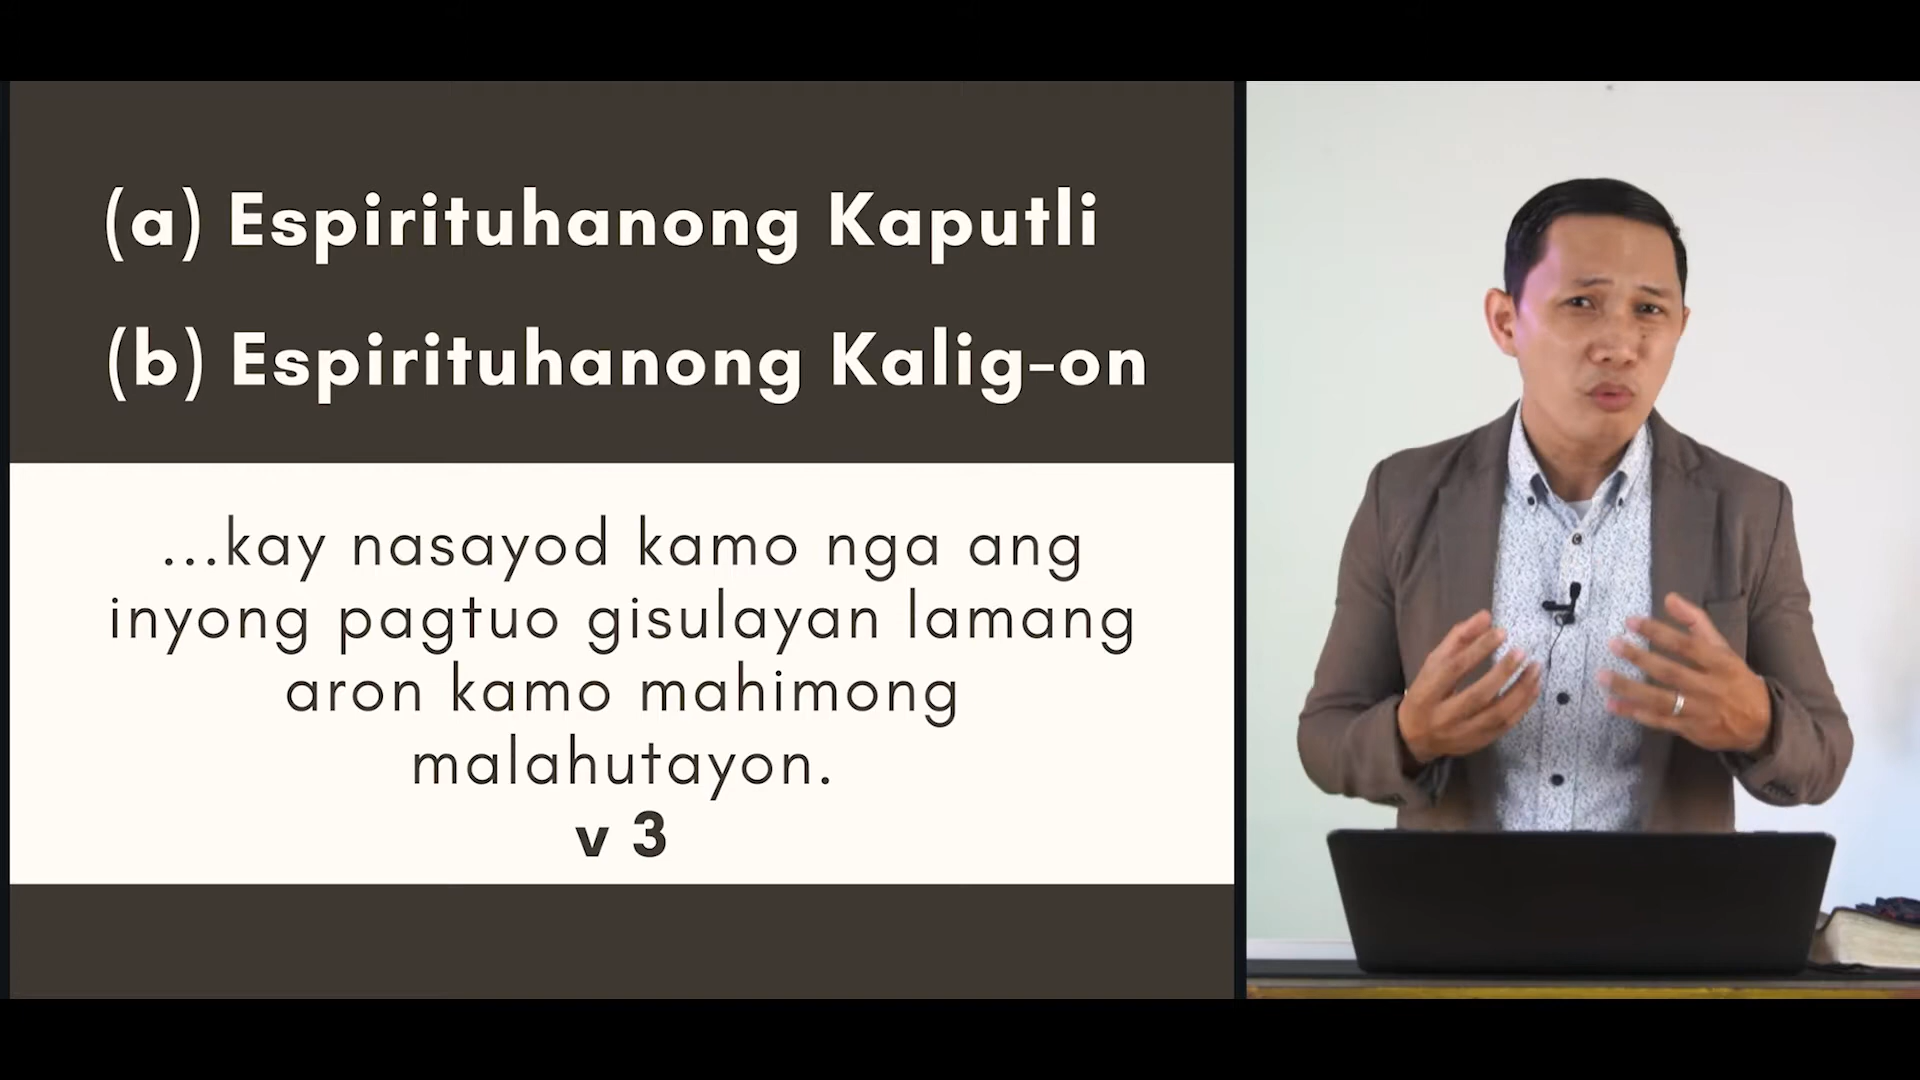 (a) Espirituhanong Kaputli
(b) Espirituhanong Kalig-on
...kay nasayod kamo nga ang
inyong pagtuo gisulayan lamang
aron kamo mahimong
malahutayon.
v 3